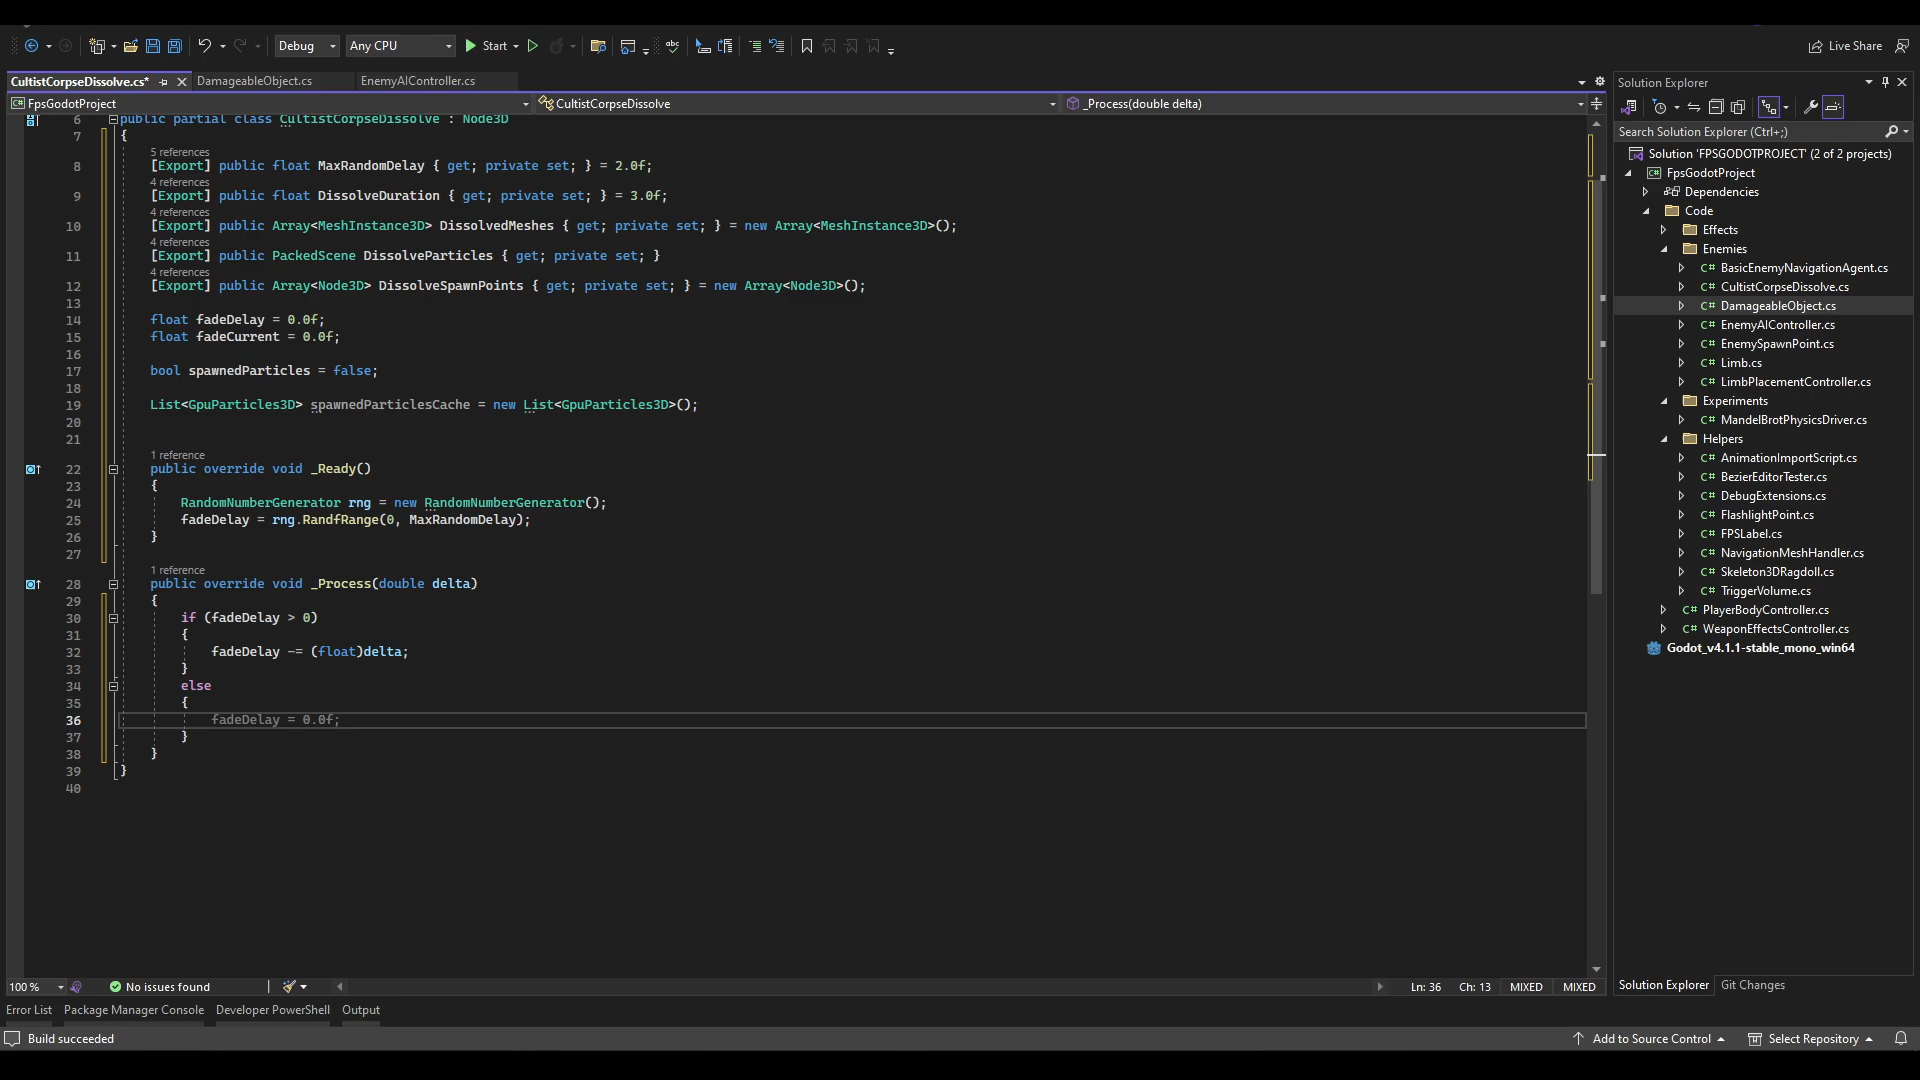 Debug Any CPU Start Live Share
CultistCorpseDissolve.cs* DamageableObject.cs EnemyAIController.cs
FpsGodotProject CultistCorpseDissolve _Process(double delta)
6 public partial class CultistCorpseDissolve : Node3D
7 {
5 references
8 [Export] public float MaxRandomDelay { get; private set; } = 2.0f;
4 references
9 [Export] public float DissolveDuration { get; private set; } = 3.0f;
4 references
10 [Export] public Array<MeshInstance3D> DissolvedMeshes { get; private set; } = new Array<MeshInstance3D>();
4 references
11 [Export] public PackedScene DissolveParticles { get; private set; }
4 references
12 [Export] public Array<Node3D> DissolveSpawnPoints { get; private set; } = new Array<Node3D>();
13
14 float fadeDelay = 0.0f;
15 float fadeCurrent = 0.0f;
16
17 bool spawnedParticles = false;
18
19 List<GpuParticles3D> spawnedParticlesCache = new List<GpuParticles3D>();
20
21
1 reference
22 public override void _Ready()
23 {
24 RandomNumberGenerator rng = new RandomNumberGenerator();
25 fadeDelay = rng.RandfRange(0, MaxRandomDelay);
26 }
27
1 reference
28 public override void _Process(double delta)
29 {
30 if (fadeDelay > 0)
31 {
32 fadeDelay -= (float)delta;
33 }
34 else
35 {
36 fadeDelay = 0.0f;
37 }
38 }
39 }
40
100 % No issues found Ln: 36 Ch: 13 MIXED MIXED
Solution Explorer
Search Solution Explorer (Ctrl+;)
Solution 'FPSGODOTPROJECT' (2 of 2 projects)
FpsGodotProject
Dependencies
Code
Effects
Enemies
C# BasicEnemyNavigationAgent.cs
C# CultistCorpseDissolve.cs
C# DamageableObject.cs
C# EnemyAIController.cs
C# EnemySpawnPoint.cs
C# Limb.cs
C# LimbPlacementController.cs
Experiments
C# MandelBrotPhysicsDriver.cs
Helpers
C# AnimationImportScript.cs
C# BezierEditorTester.cs
C# DebugExtensions.cs
C# FlashlightPoint.cs
C# FPSLabel.cs
C# NavigationMeshHandler.cs
C# Skeleton3DRagdoll.cs
C# TriggerVolume.cs
C# PlayerBodyController.cs
C# WeaponEffectsController.cs
Godot_v4.1.1-stable_mono_win64
Solution Explorer Git Changes
Error List Package Manager Console Developer PowerShell Output
Build succeeded Add to Source Control Select Repository